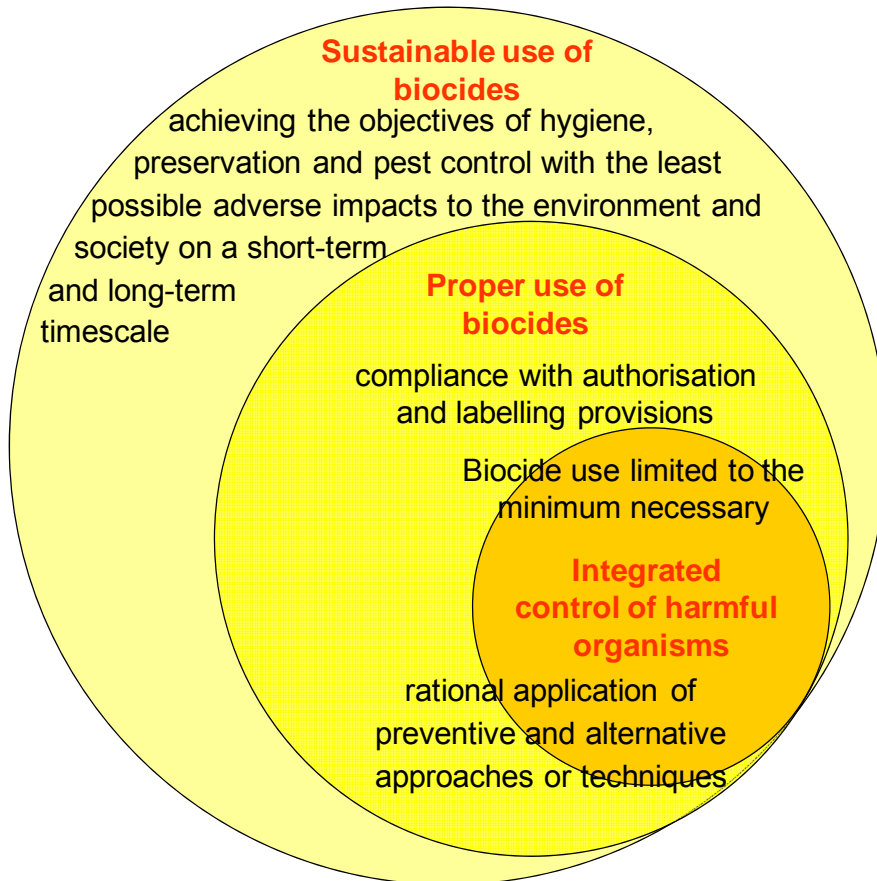 Sustainable use of
biocides
achieving the objectives of hygiene,
preservation and pest control with the least
possible adverse impacts to the environment and
society on a short-term
and long-term
timescale
Proper use of
biocides
compliance with authorisation
and labelling provisions
Biocide use limited to the
minimum necessary
Integrated
control of harmful
organisms
rational application of
preventive and alternative
approaches or techniques